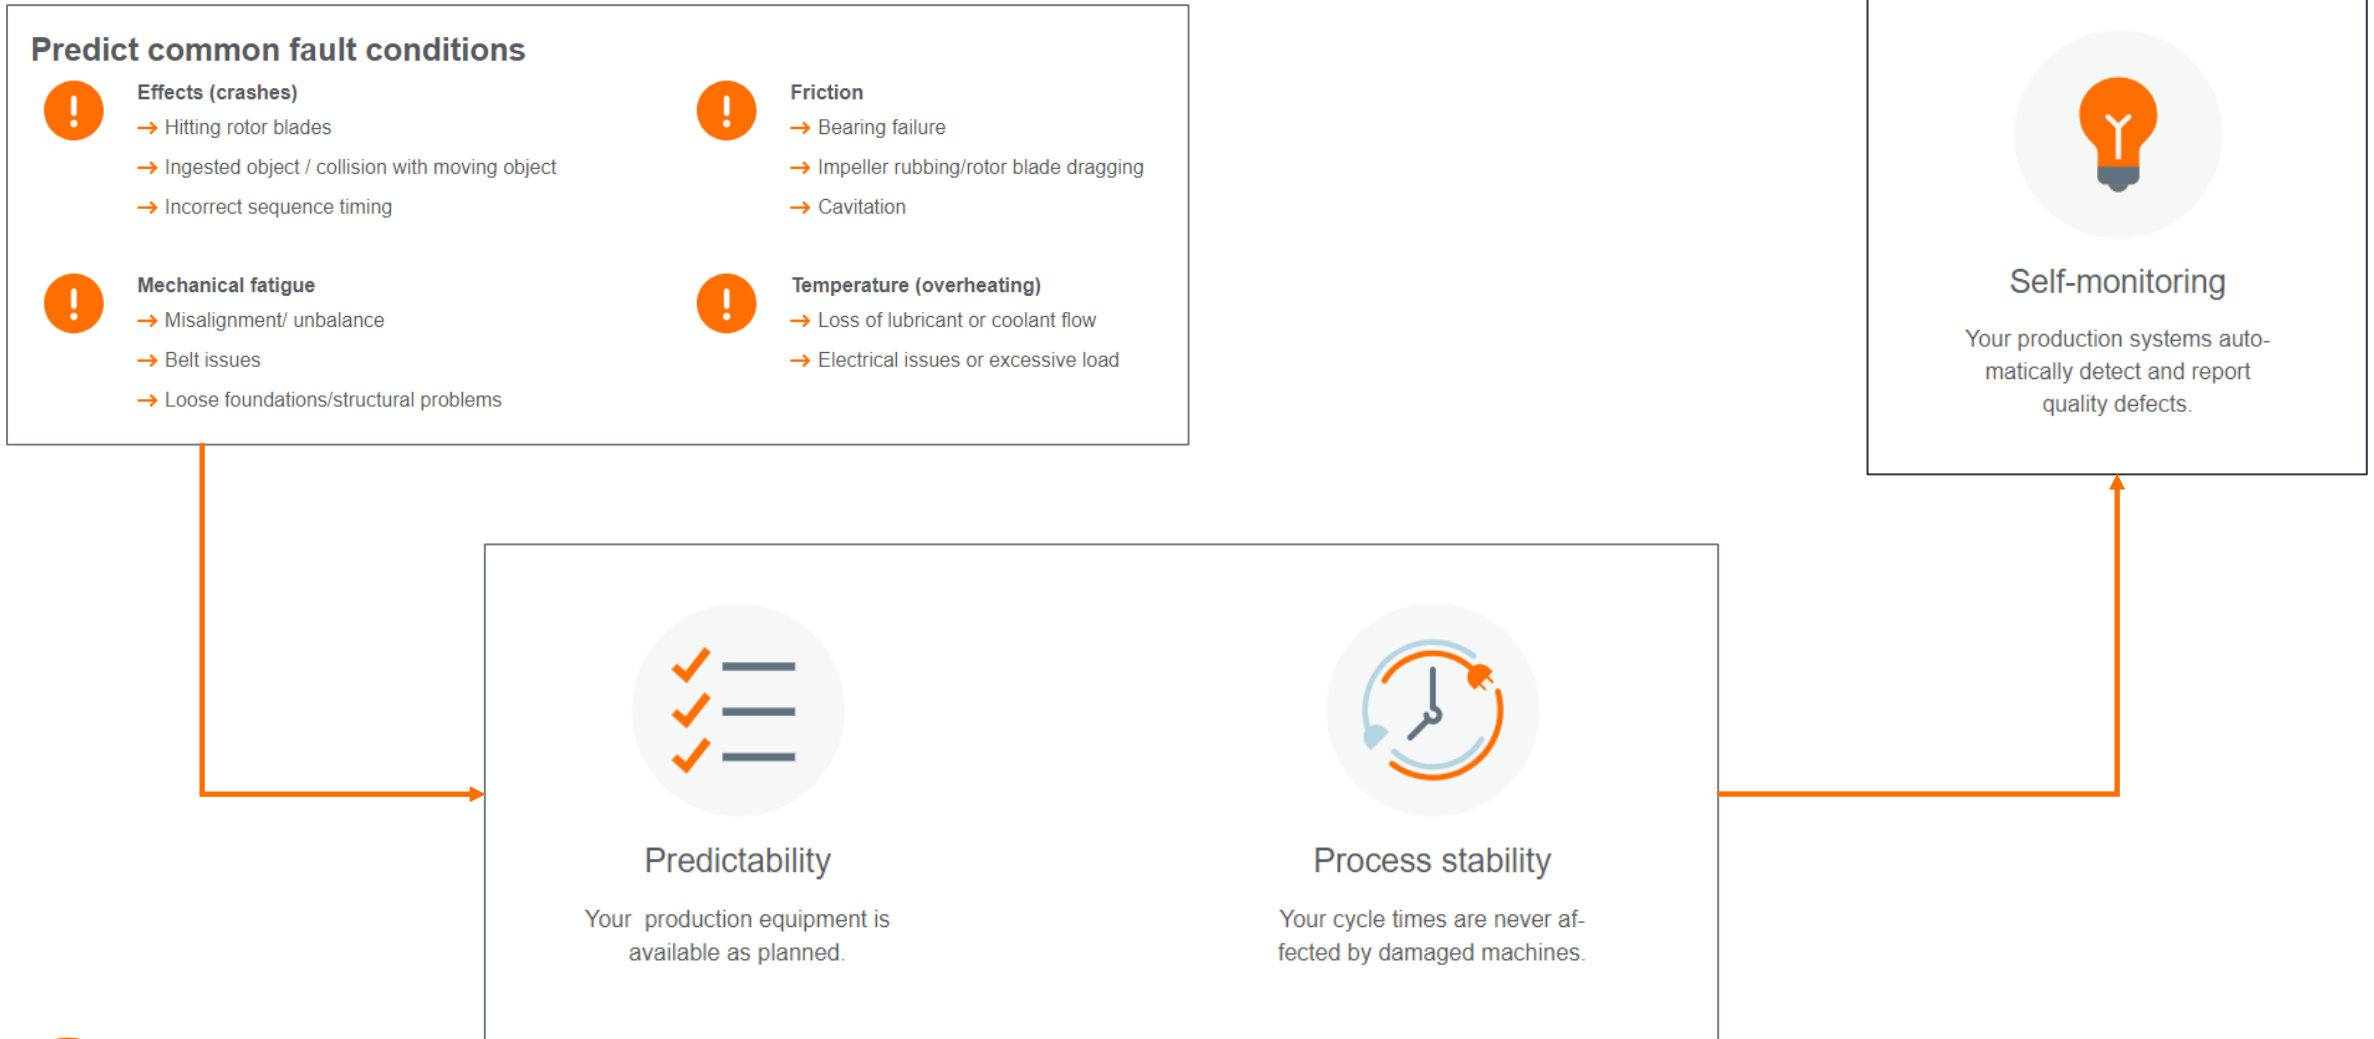 Predict common fault conditions
Effects (crashes)
→ Hitting rotor blades
→ Ingested object / collision with moving object
→ Incorrect sequence timing
Friction
→ Bearing failure
→ Impeller rubbing/rotor blade dragging
→ Cavitation
Mechanical fatigue
→ Misalignment/ unbalance
→ Belt issues
→ Loose foundations/structural problems
Temperature (overheating)
→ Loss of lubricant or coolant flow
→ Electrical issues or excessive load
Self-monitoring
Your production systems auto-
matically detect and report
quality defects.
Predictability
Your  production equipment is
available as planned.
Process stability
Your cycle times are never af-
fected by damaged machines.